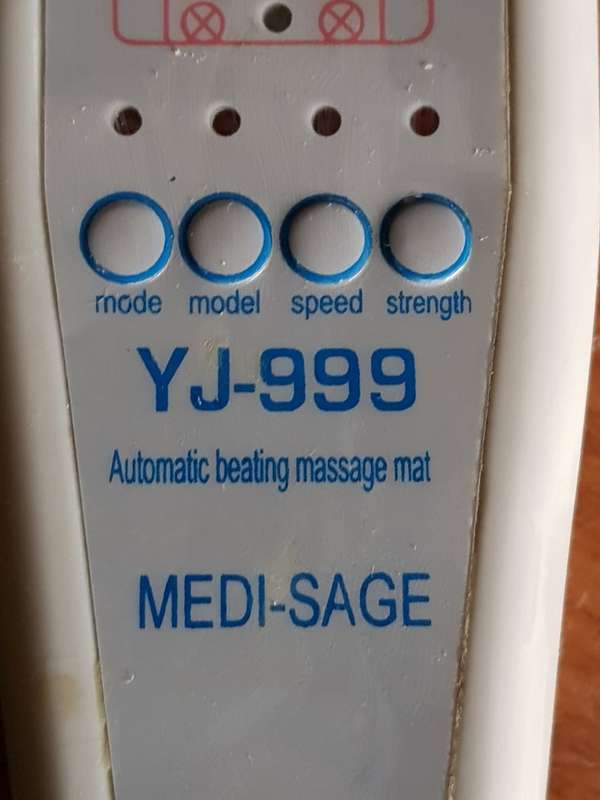 mode model speed strength
YJ-999
Automatic beating massage mat
MEDI-SAGE